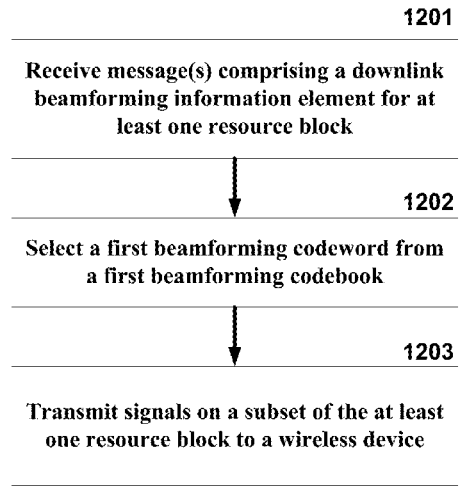 1201
Receive message(s) comprising a downlink
beamforming information element for at
least one resource block
1202
Select a first beamforming codeword from
a first beamforming codebook
1203
Transmit signals on a subset of the at least
one resource block to a wireless device